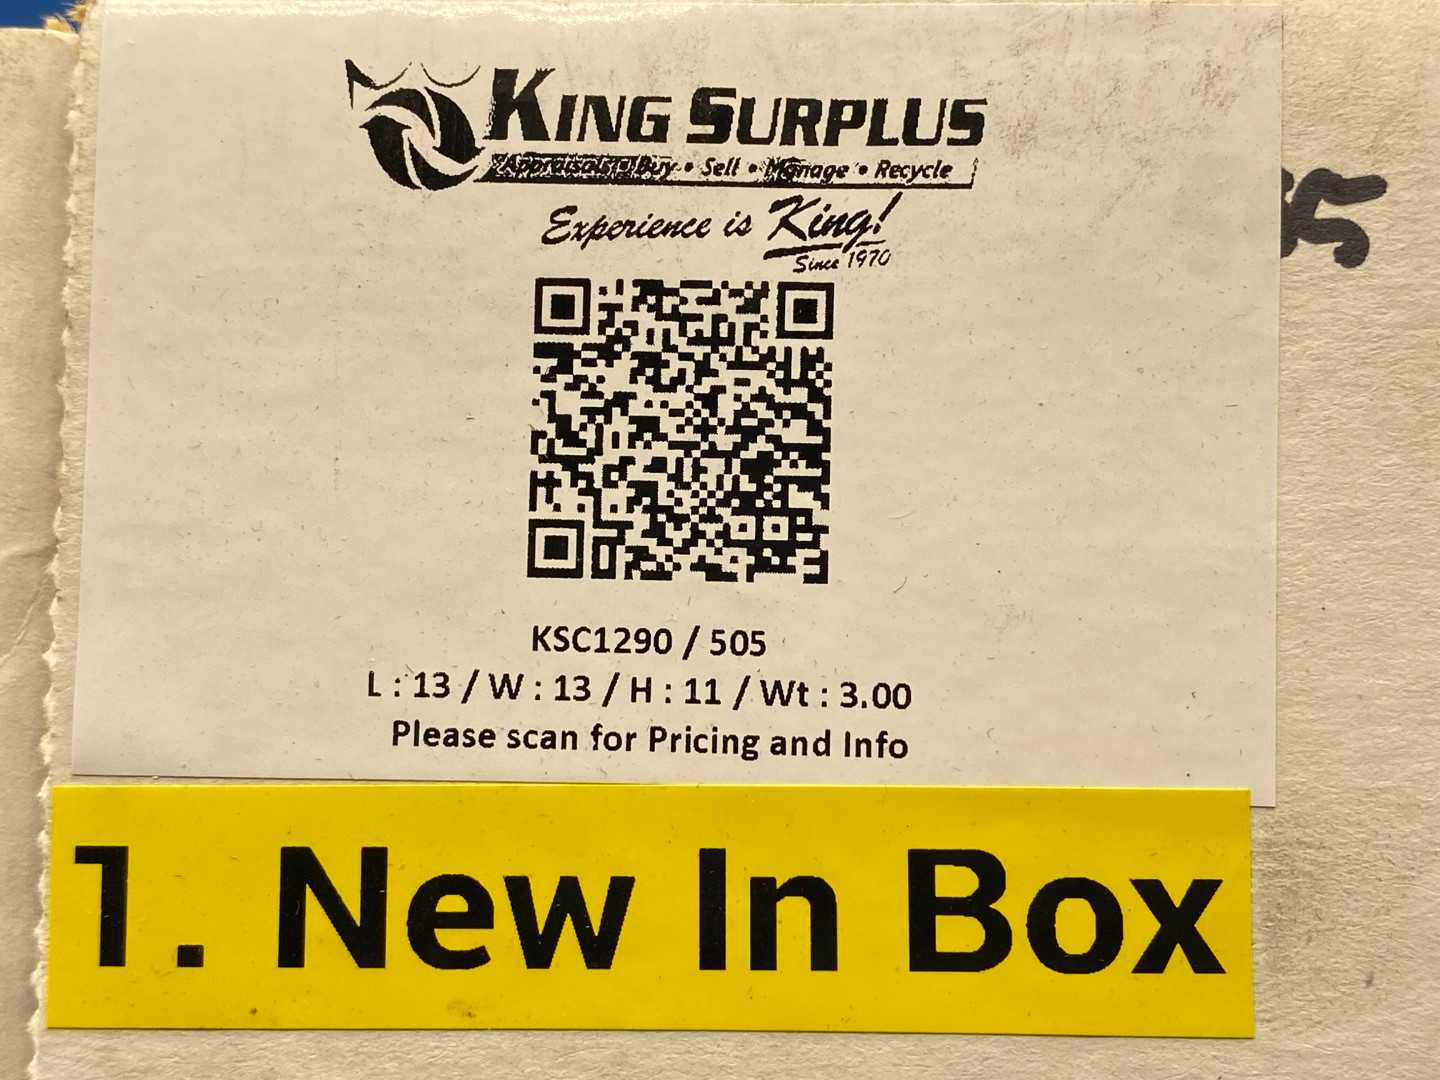 KING SURPLUS
Appraisals • Buy • Sell • Manage • Recycle
Experience is King!
Since 1970
KSC1290 / 505
L : 13 / W : 13 / H : 11 / Wt : 3.00
Please scan for Pricing and Info
1. New In Box